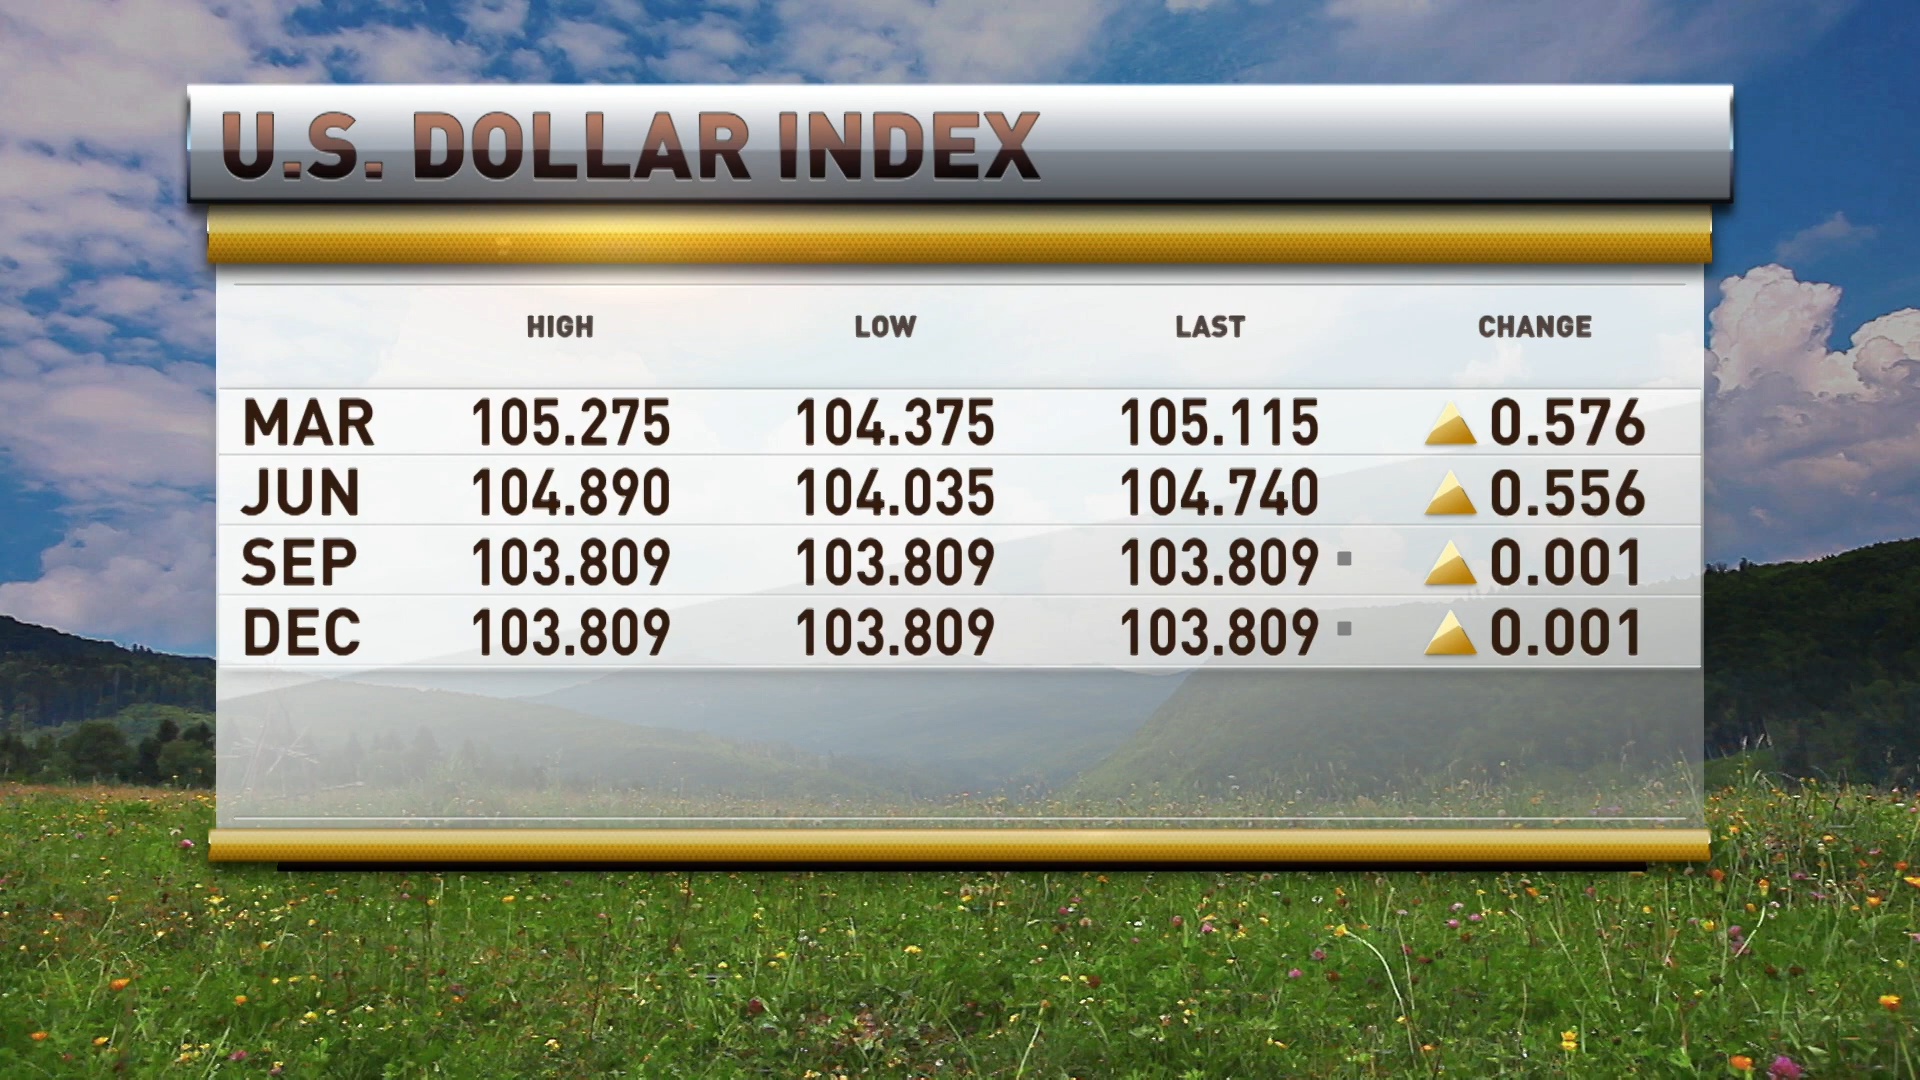 U.S. DOLLAR INDEX
HIGH LOW LAST CHANGE
MAR 105.275 104.375 105.115 ▲ 0.576
JUN 104.890 104.035 104.740 ▲ 0.556
SEP 103.809 103.809 103.809 ▪ ▲ 0.001
DEC 103.809 103.809 103.809 ▪ ▲ 0.001